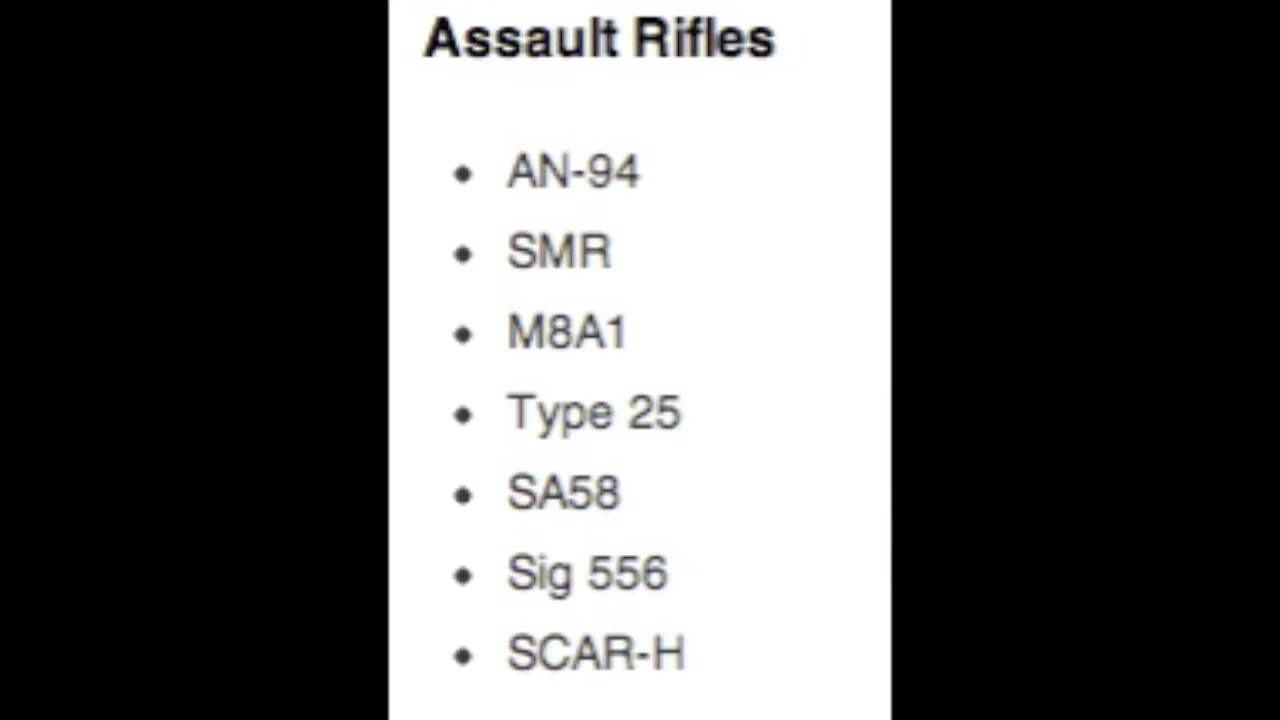 Assault Rifles
AN-94
SMR
M8A1
Type 25
SA58
Sig 556
SCAR-H